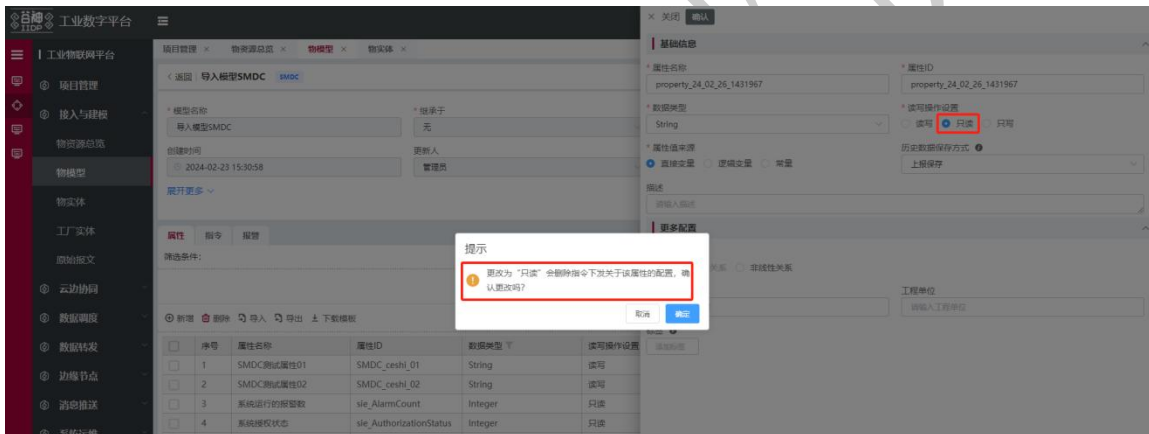 谷神 IIDP 工业数字平台
× 关闭 确认
工业物联网平台
项目管理 × 物资源总览 × 物模型 × 物实体 ×
基础信息
< 返回 导入模型SMDC SMDC
* 属性名称 * 属性ID
property_24_02_26_1431967 property_24_02_26_1431967
项目管理
接入与建模
* 模型名称 * 继承于
* 数据类型 * 读写操作设置
导入模型SMDC 无
String 读写 只读 只写
物资源总览
创建时间 更新人
* 属性值来源 历史数据保存方式
2024-02-23 15:30:58 管理员
直接变量 逻辑变量 常量 上报保存
物模型
展开更多
描述
请输入描述
物实体
工厂实体
属性 指令 报警
更多配置
原始报文
筛选条件:
提示
更改为“只读”会删除指令下发关于该属性的配置,确
认更改吗?
关系 非线性关系
云边协同
工程单位
请输入工程单位
取消 确定
数据调度
新增 删除 导入 导出 下载模板
数据转发
序号 属性名称 属性ID 数据类型 读写操作设置
1 SMDC测试属性01 SMDC_ceshi_01 String 读写
边缘节点
2 SMDC测试属性02 SMDC_ceshi_02 String 读写
消息推送
3 系统运行的报警数 sie_AlarmCount Integer 只读
4 系统授权状态 sie_AuthorizationStatus Integer 只读
系统运维